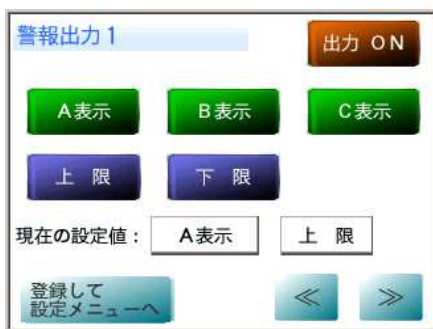 警報出力1
出力 ON
A表示 B表示 C表示
上 限 下 限
現在の設定値： A表示 上 限
登録して
設定メニューへ
≪ ≫